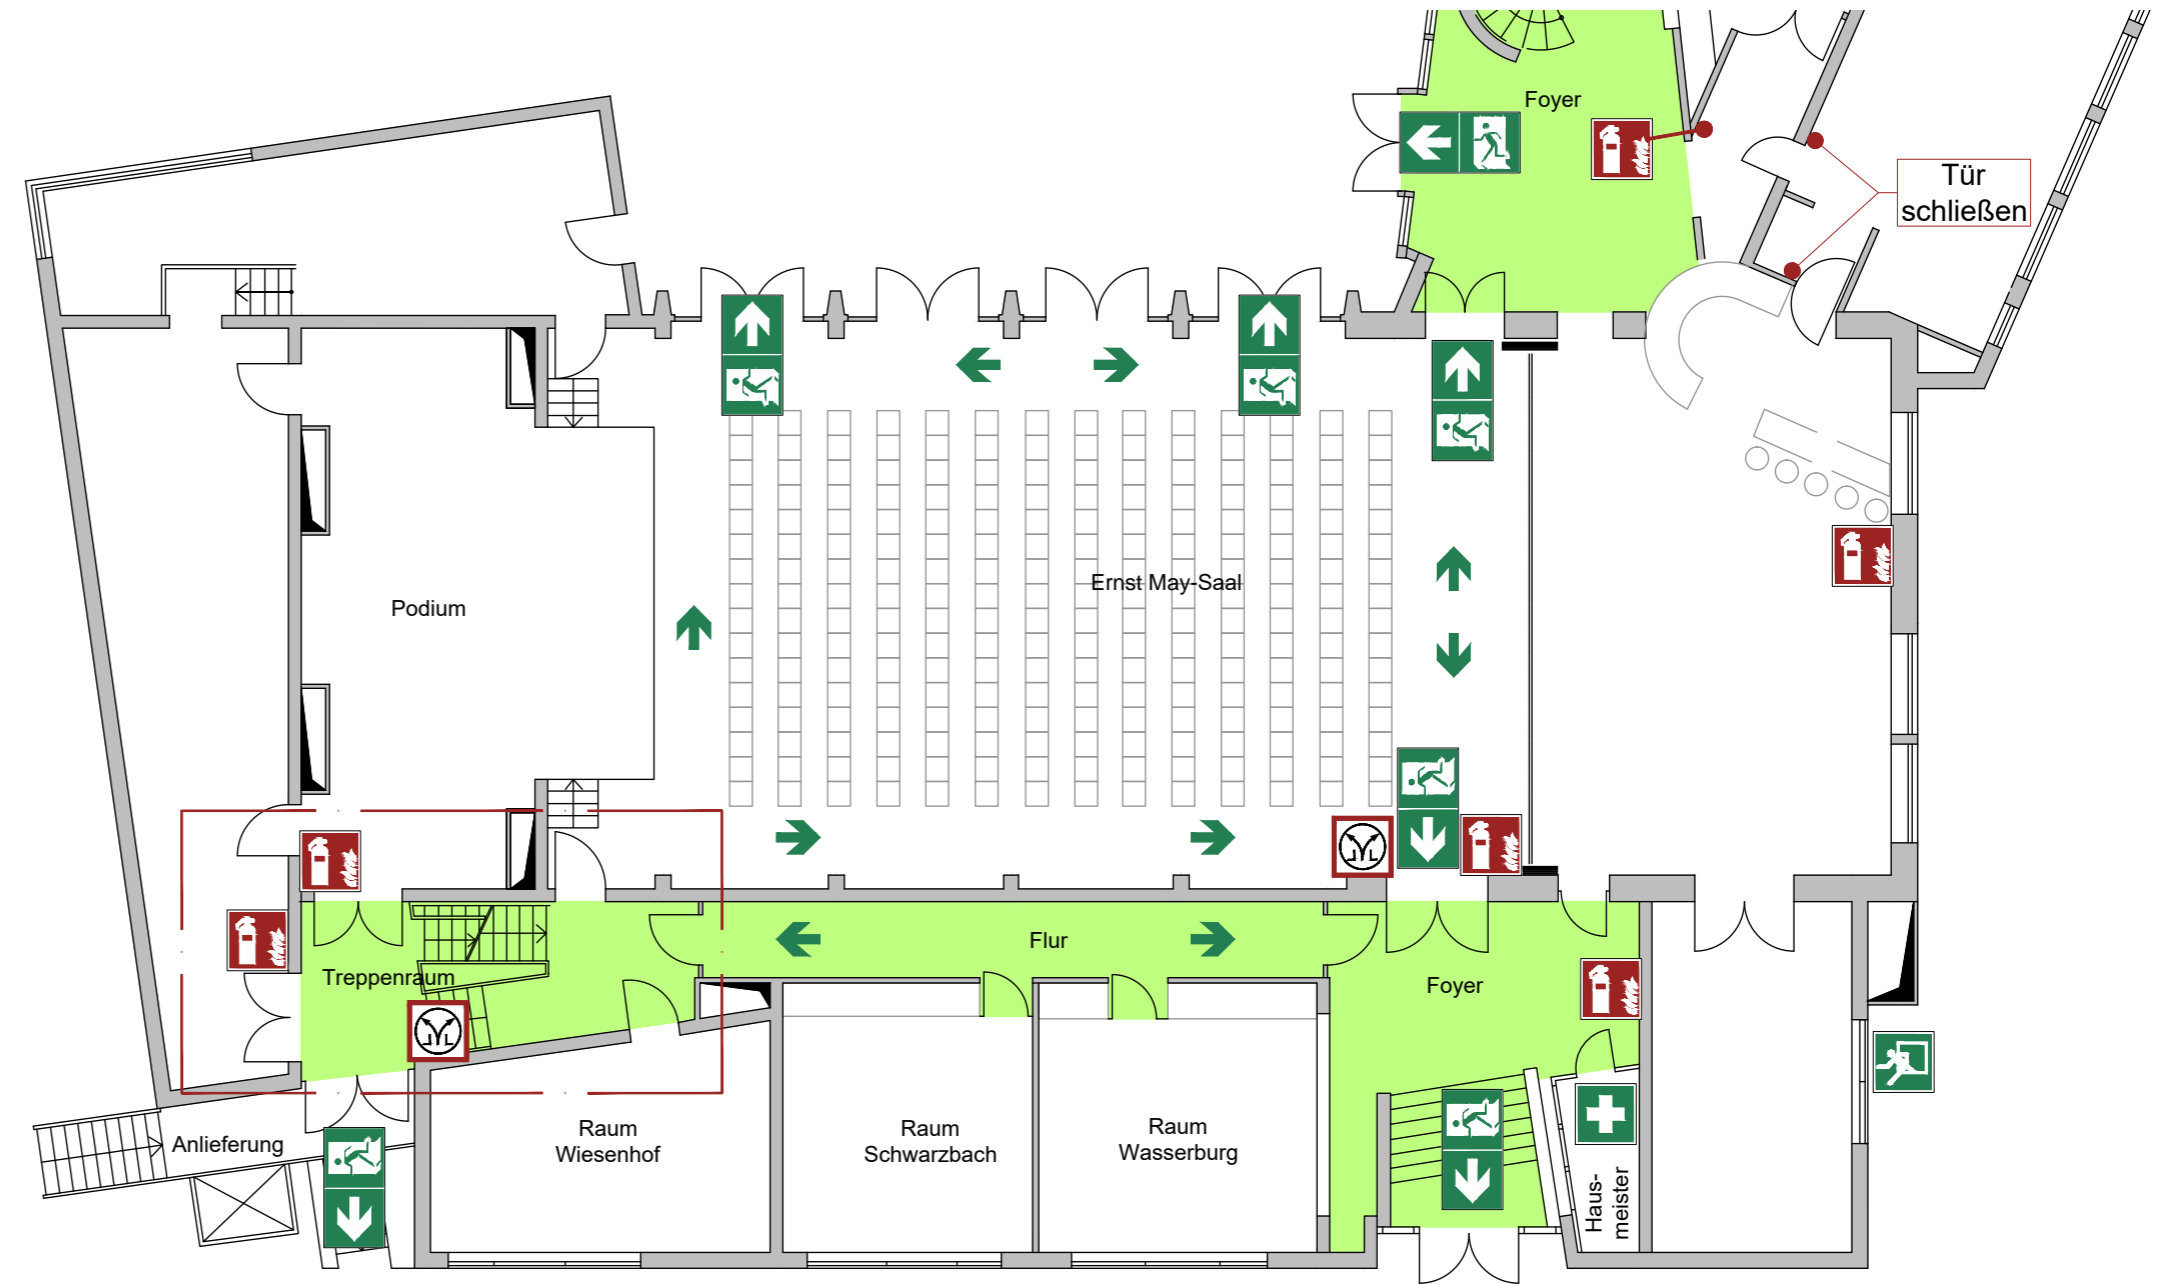 Foyer
Tür
schließen
Ernst May-Saal
Podium
Flur
Treppenraum
Foyer
Anlieferung
Raum
Wiesenhof
Raum
Schwarzbach
Raum
Wasserburg
Haus-
meister